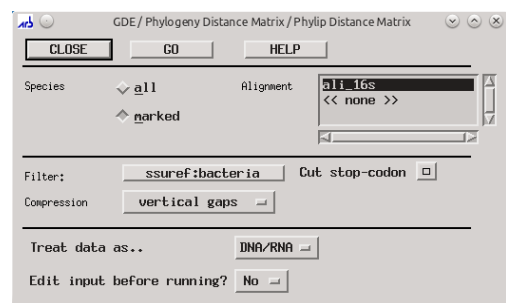 arb GDE / Phylogeny Distance Matrix / Phylip Distance Matrix
CLOSE GO HELP
Species all Alignment ali_16s
<< none >>
marked
Filter: ssuref:bacteria Cut stop-codon
Compression vertical gaps
Treat data as.. DNA/RNA
Edit input before running? No